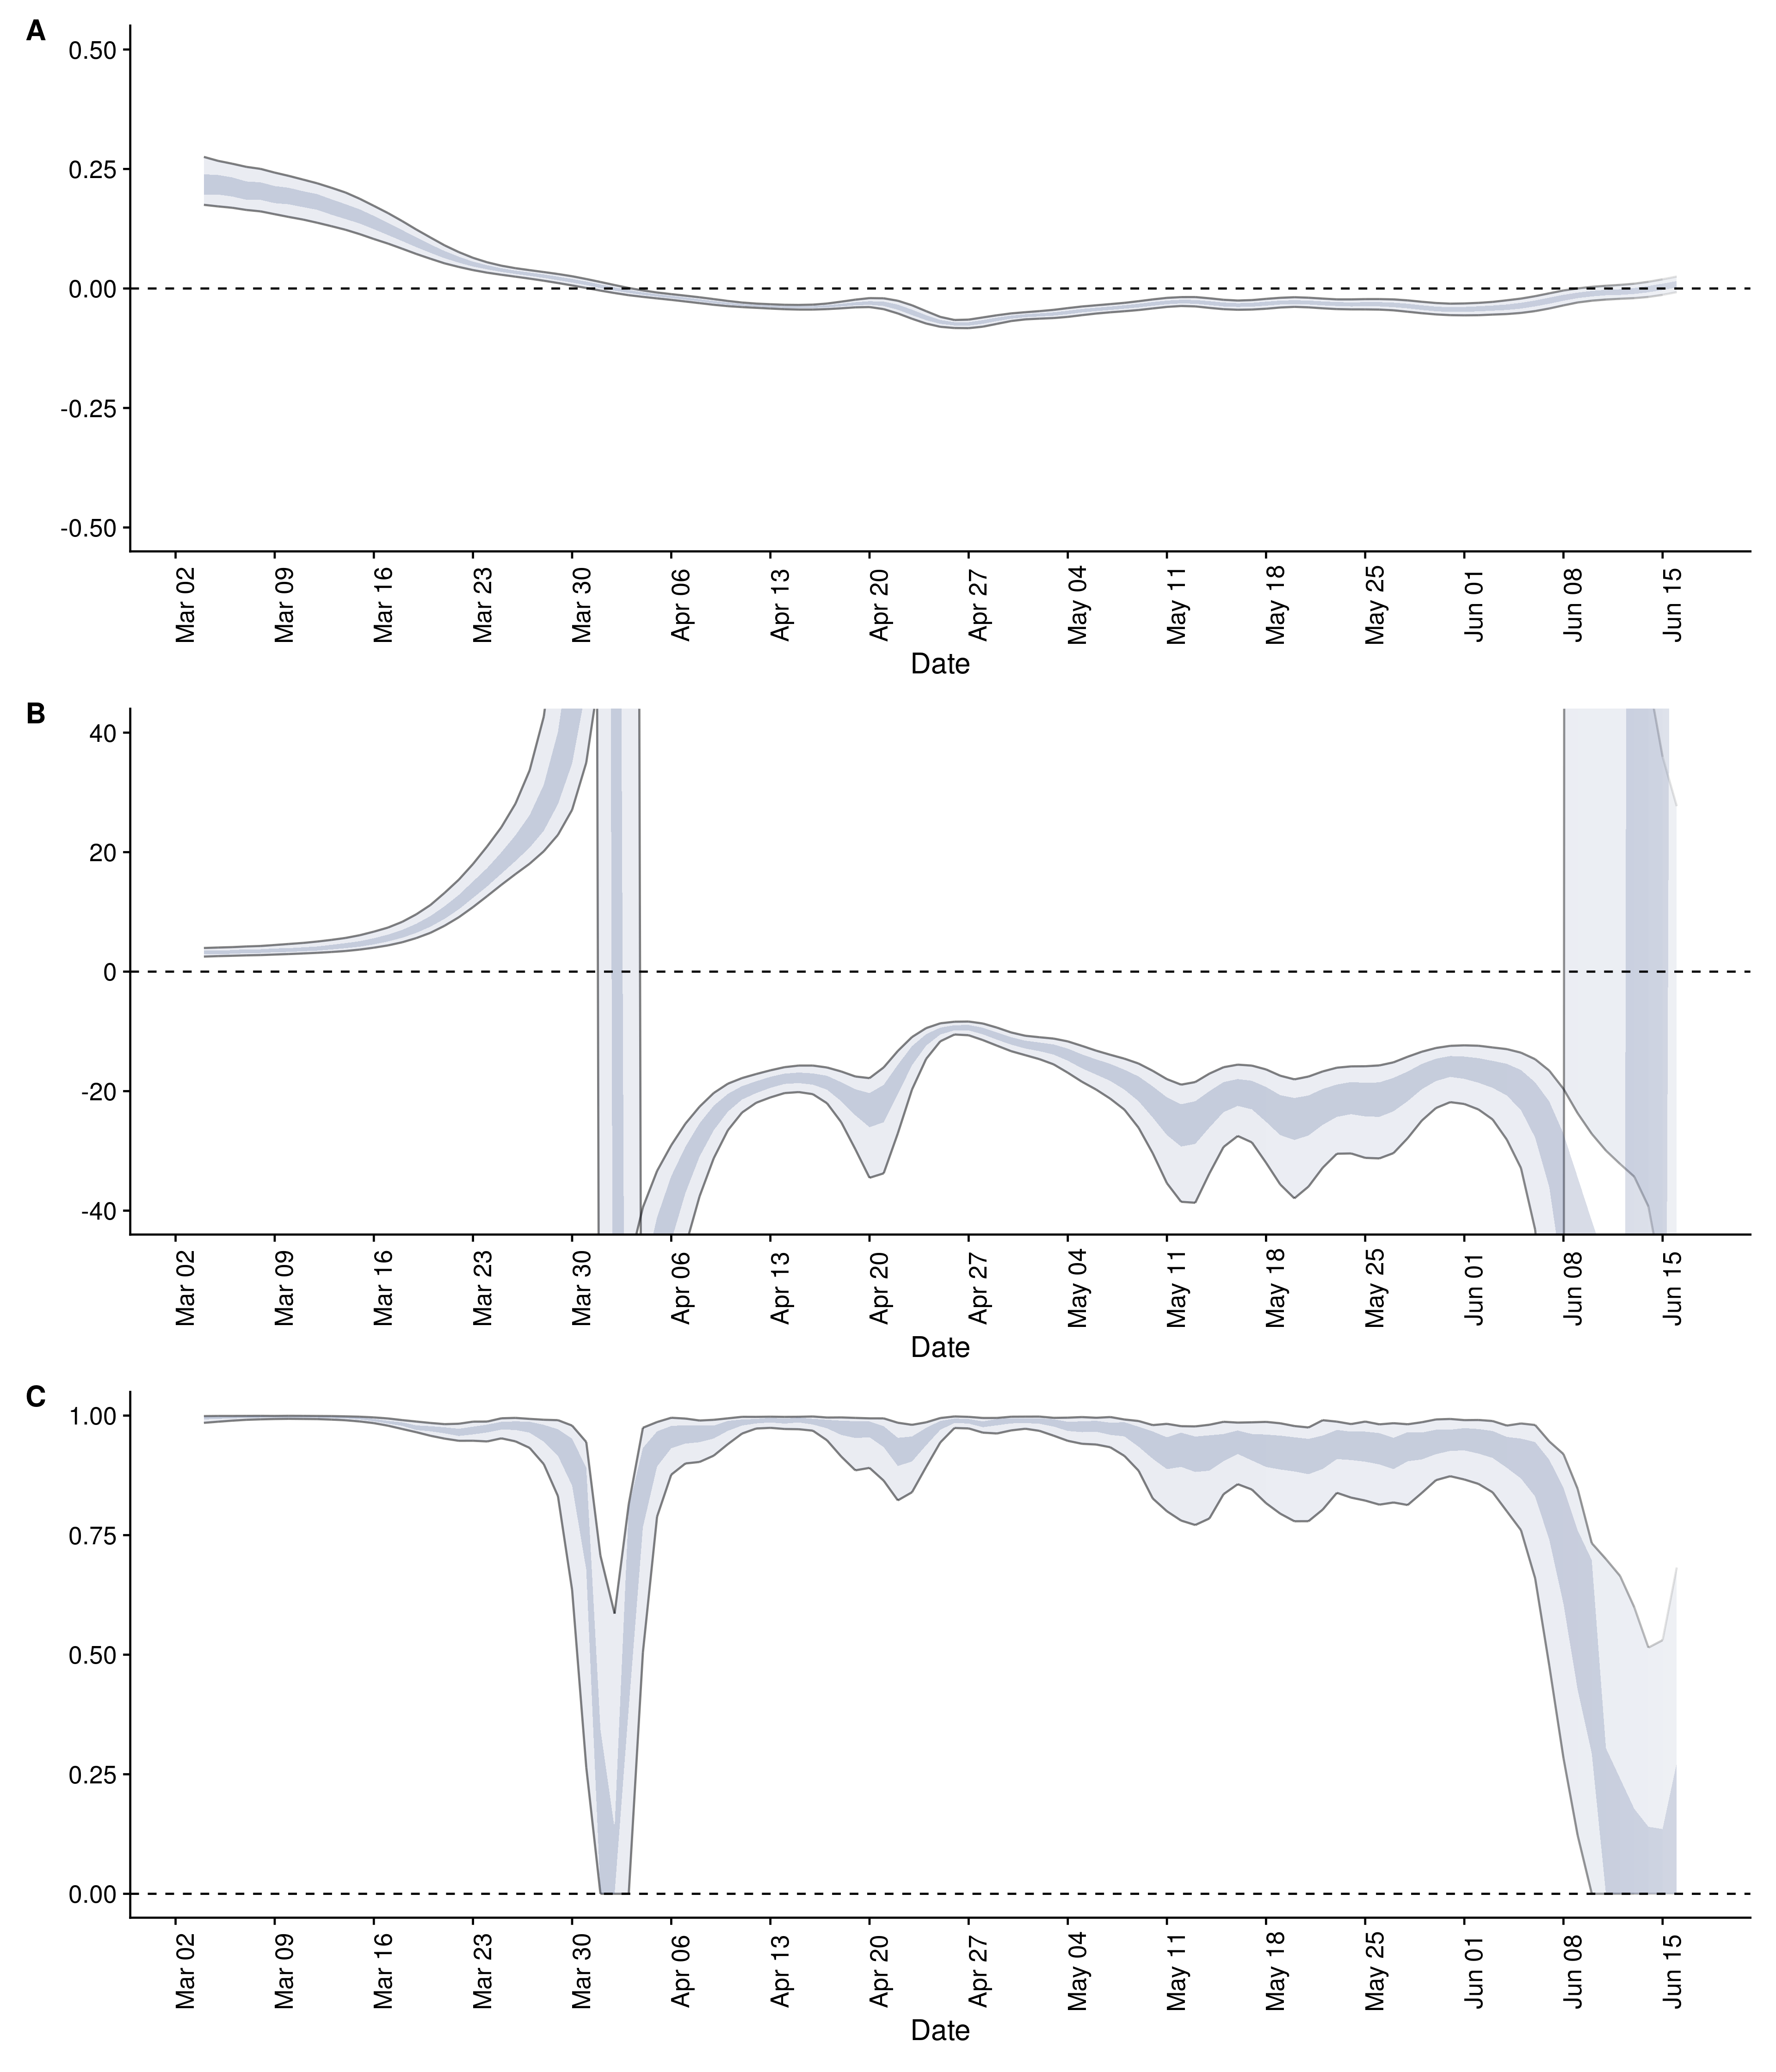 A
0.50
0.25
0.00
-0.25
-0.50
Mar 02
Mar 09
Mar 16
Mar 23
Mar 30
Apr 06
Apr 13
Apr 20
Apr 27
May 04
May 11
May 18
May 25
Jun 01
Jun 08
Jun 15
Date
B
40
20
0
-20
-40
Mar 02
Mar 09
Mar 16
Mar 23
Mar 30
Apr 06
Apr 13
Apr 20
Apr 27
May 04
May 11
May 18
May 25
Jun 01
Jun 08
Jun 15
Date
C
1.00
0.75
0.50
0.25
0.00
Mar 02
Mar 09
Mar 16
Mar 23
Mar 30
Apr 06
Apr 13
Apr 20
Apr 27
May 04
May 11
May 18
May 25
Jun 01
Jun 08
Jun 15
Date